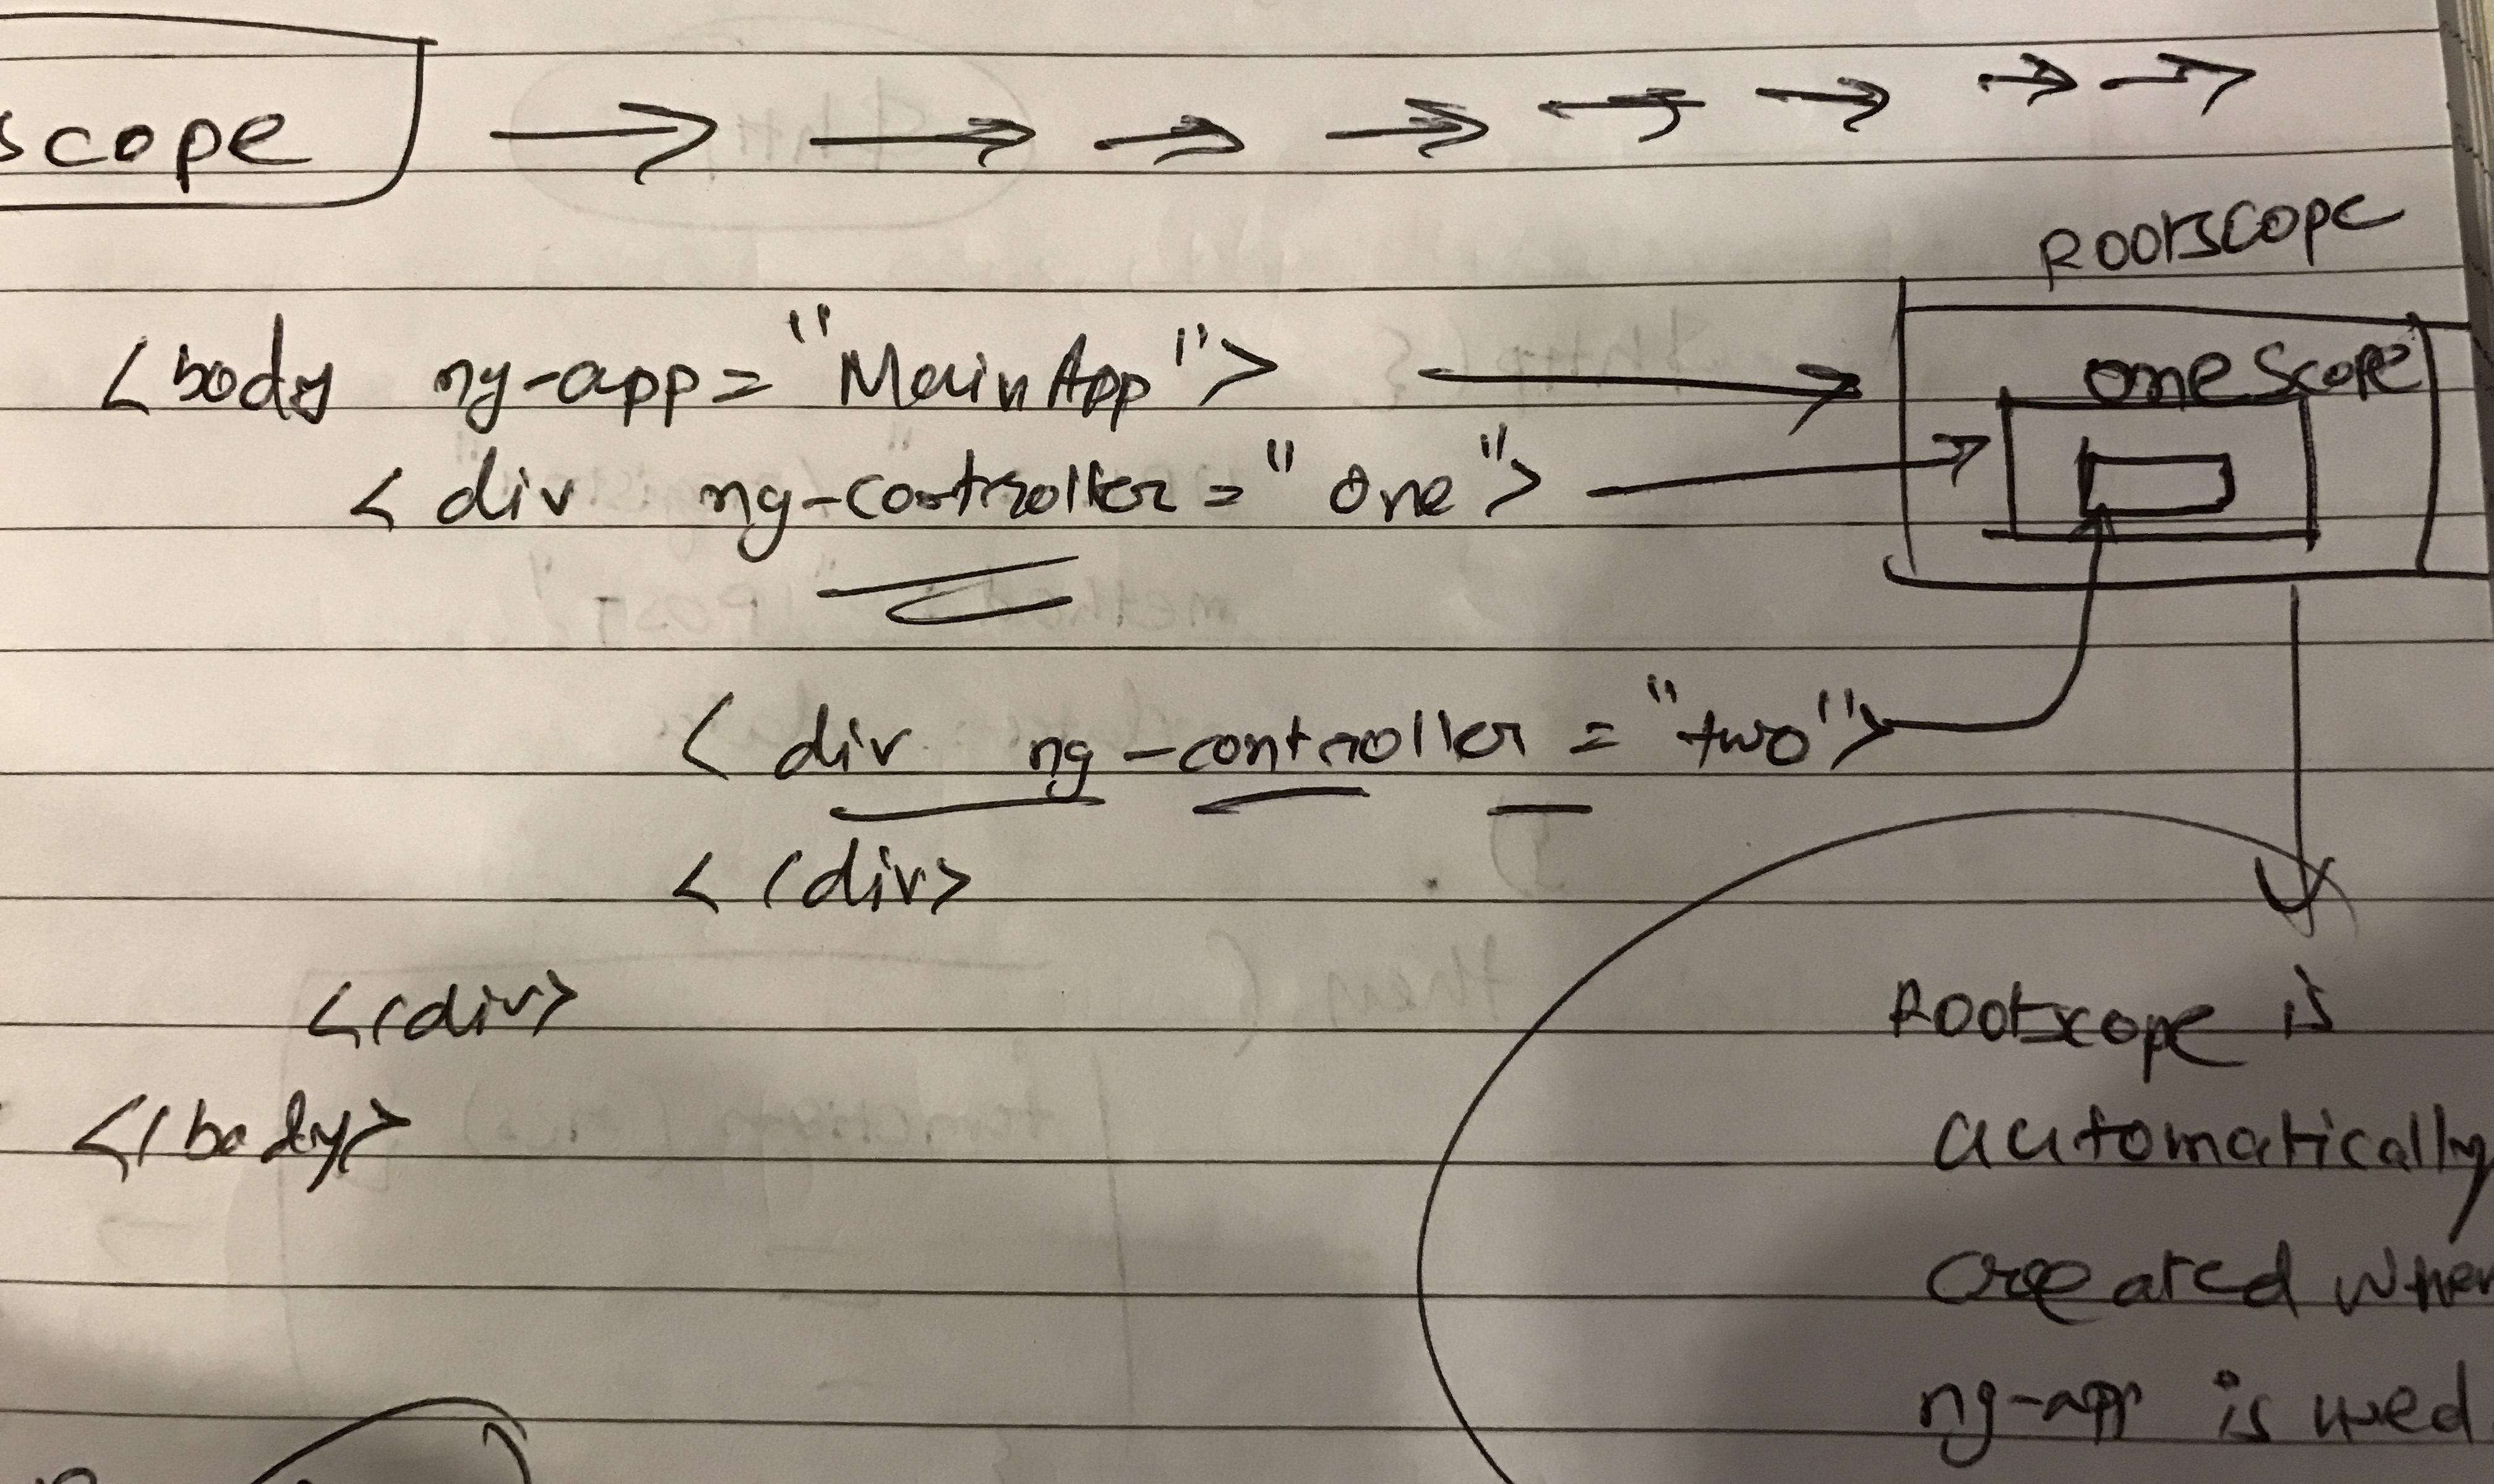 scope
<body ng-app="MainApp">
rootscope
<div ng-controller="one">
one scope
<div ng-controller="two">
</div>
</div>
</body>
rootscope is
automatically
created when
ng-app is used